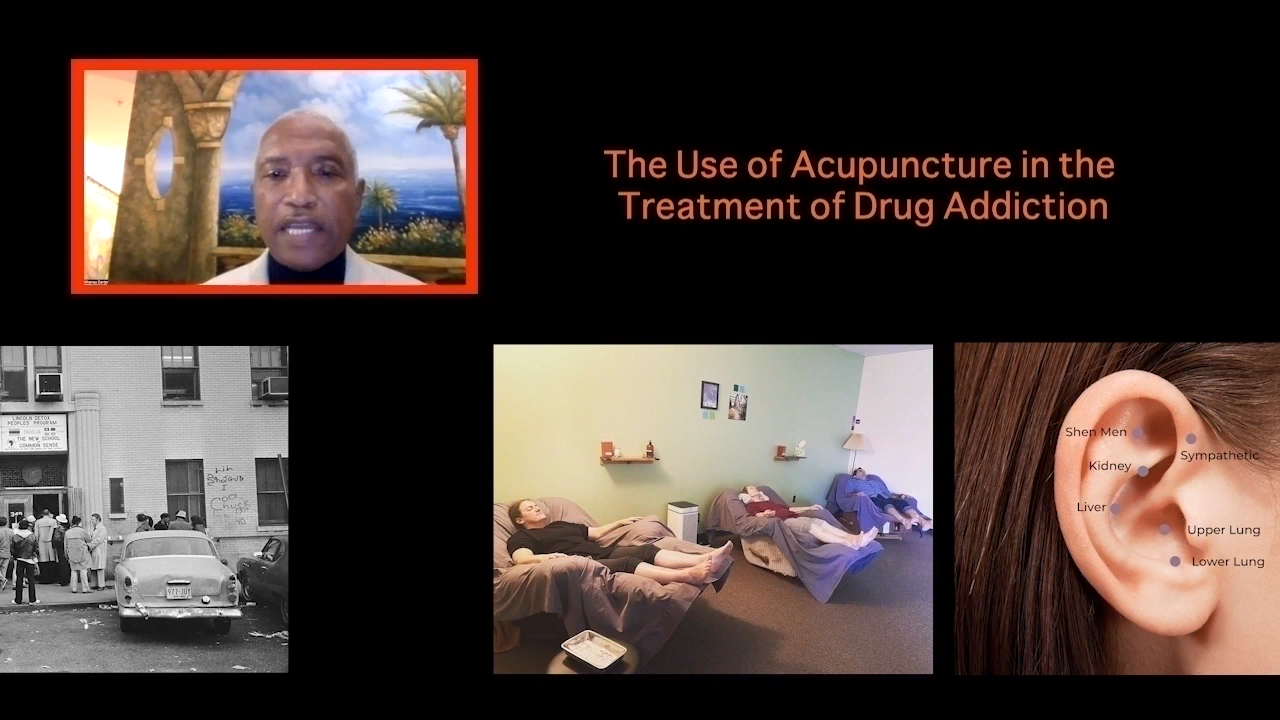 The Use of Acupuncture in the
Treatment of Drug Addiction
LINCOLN DETOX
PEOPLES' PROGRAM
THE NEW SCHOOL
COMMON SENSE
Shen Men
Sympathetic
Kidney
Liver
Upper Lung
Lower Lung